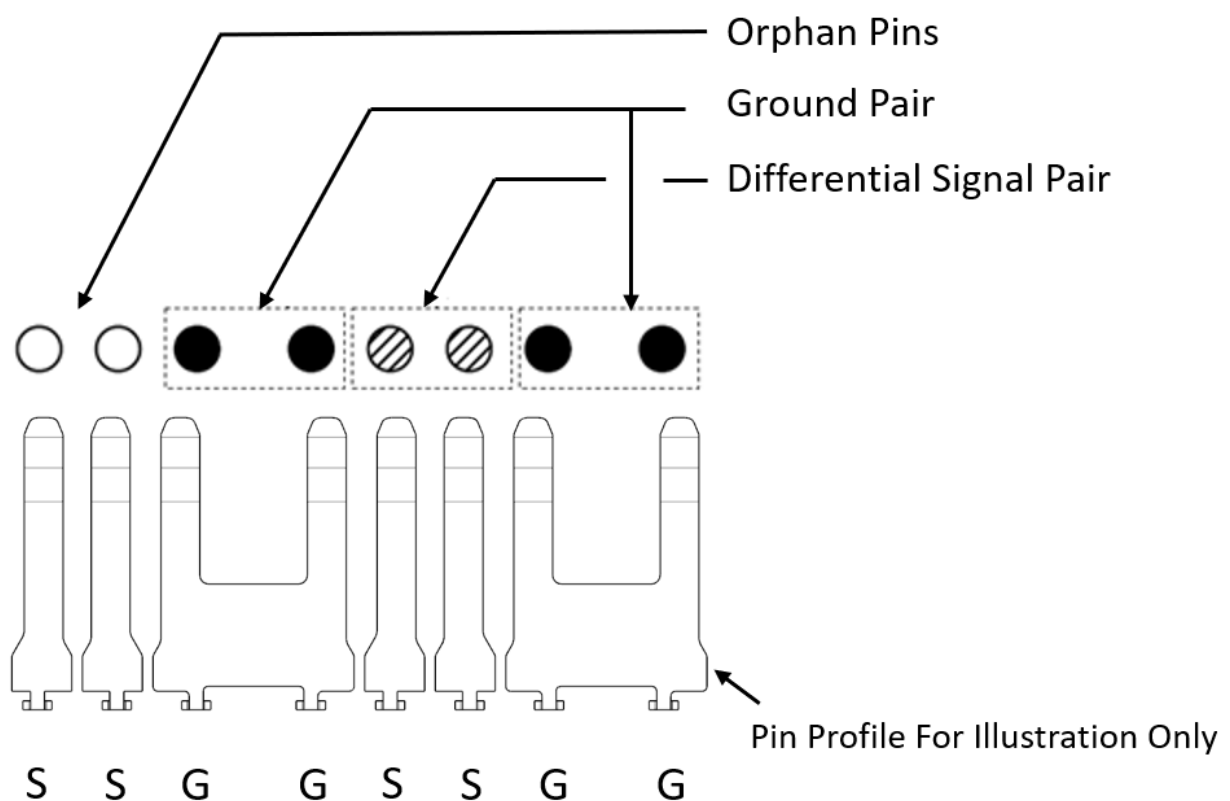 Orphan Pins
Ground Pair
Differential Signal Pair
Pin Profile For Illustration Only
S S G G S S G G